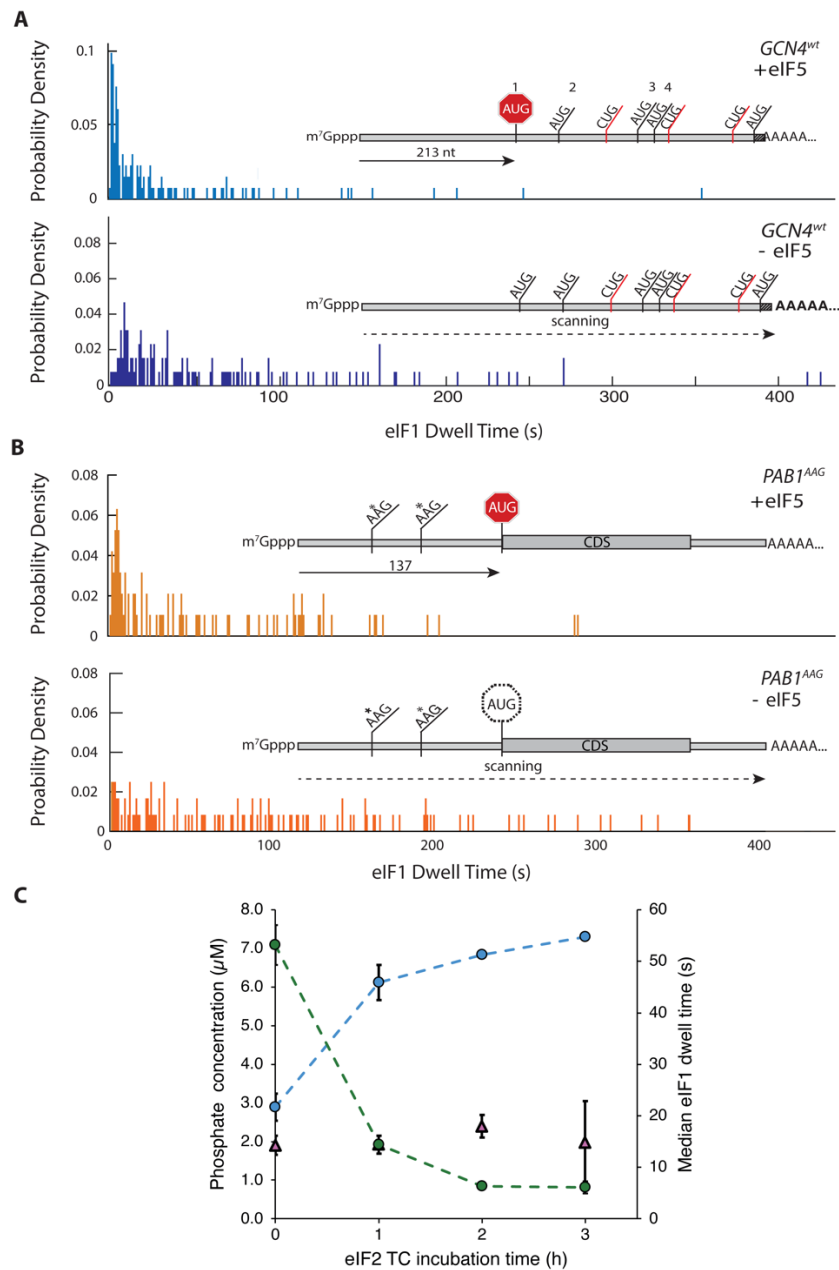 A
GCN4wt
+eIF5
Probability Density
0.1
0.05
0
1
2
3
4
AUG
AUG
CUG
AUG
AUG
CUG
CUG
AUG
m7Gppp
AAAAA...
213 nt
GCN4wt
- eIF5
Probability Density
0.08
0.06
0.04
0.02
0
AUG
AUG
CUG
AUG
AUG
CUG
CUG
AUG
m7Gppp
AAAAA...
scanning
0
100
200
300
400
eIF1 Dwell Time (s)
B
PAB1AAG
+eIF5
Probability Density
0.08
0.06
0.04
0.02
0
*AAG
*AAG
AUG
m7Gppp
CDS
AAAAA...
137
PAB1AAG
- eIF5
Proability Density
0.08
0.06
0.04
0.02
0
*AAG
*AAG
AUG
m7Gppp
CDS
AAAAA...
scanning
0
100
200
300
400
eIF1 Dwell Time (s)
C
Phosphate concentration (µM)
8.0
7.0
6.0
5.0
4.0
3.0
2.0
1.0
0.0
60
50
40
30
20
10
0
Median eIF1 dwell time (s)
0
1
2
3
eIF2 TC incubation time (h)